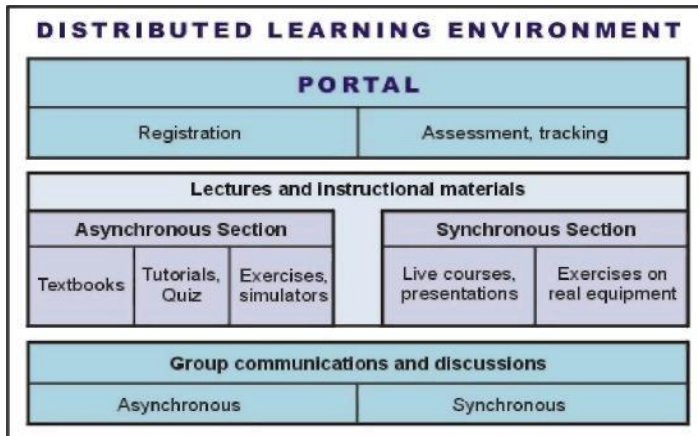 DISTRIBUTED LEARNING ENVIRONMENT
PORTAL
Registration
Assessment, tracking
Lectures and instructional materials
Asynchronous Section
Textbooks
Tutorials,
Quiz
Exercises,
simulators
Synchronous Section
Live courses,
presentations
Exercises on
real equipment
Group communications and discussions
Asynchronous
Synchronous